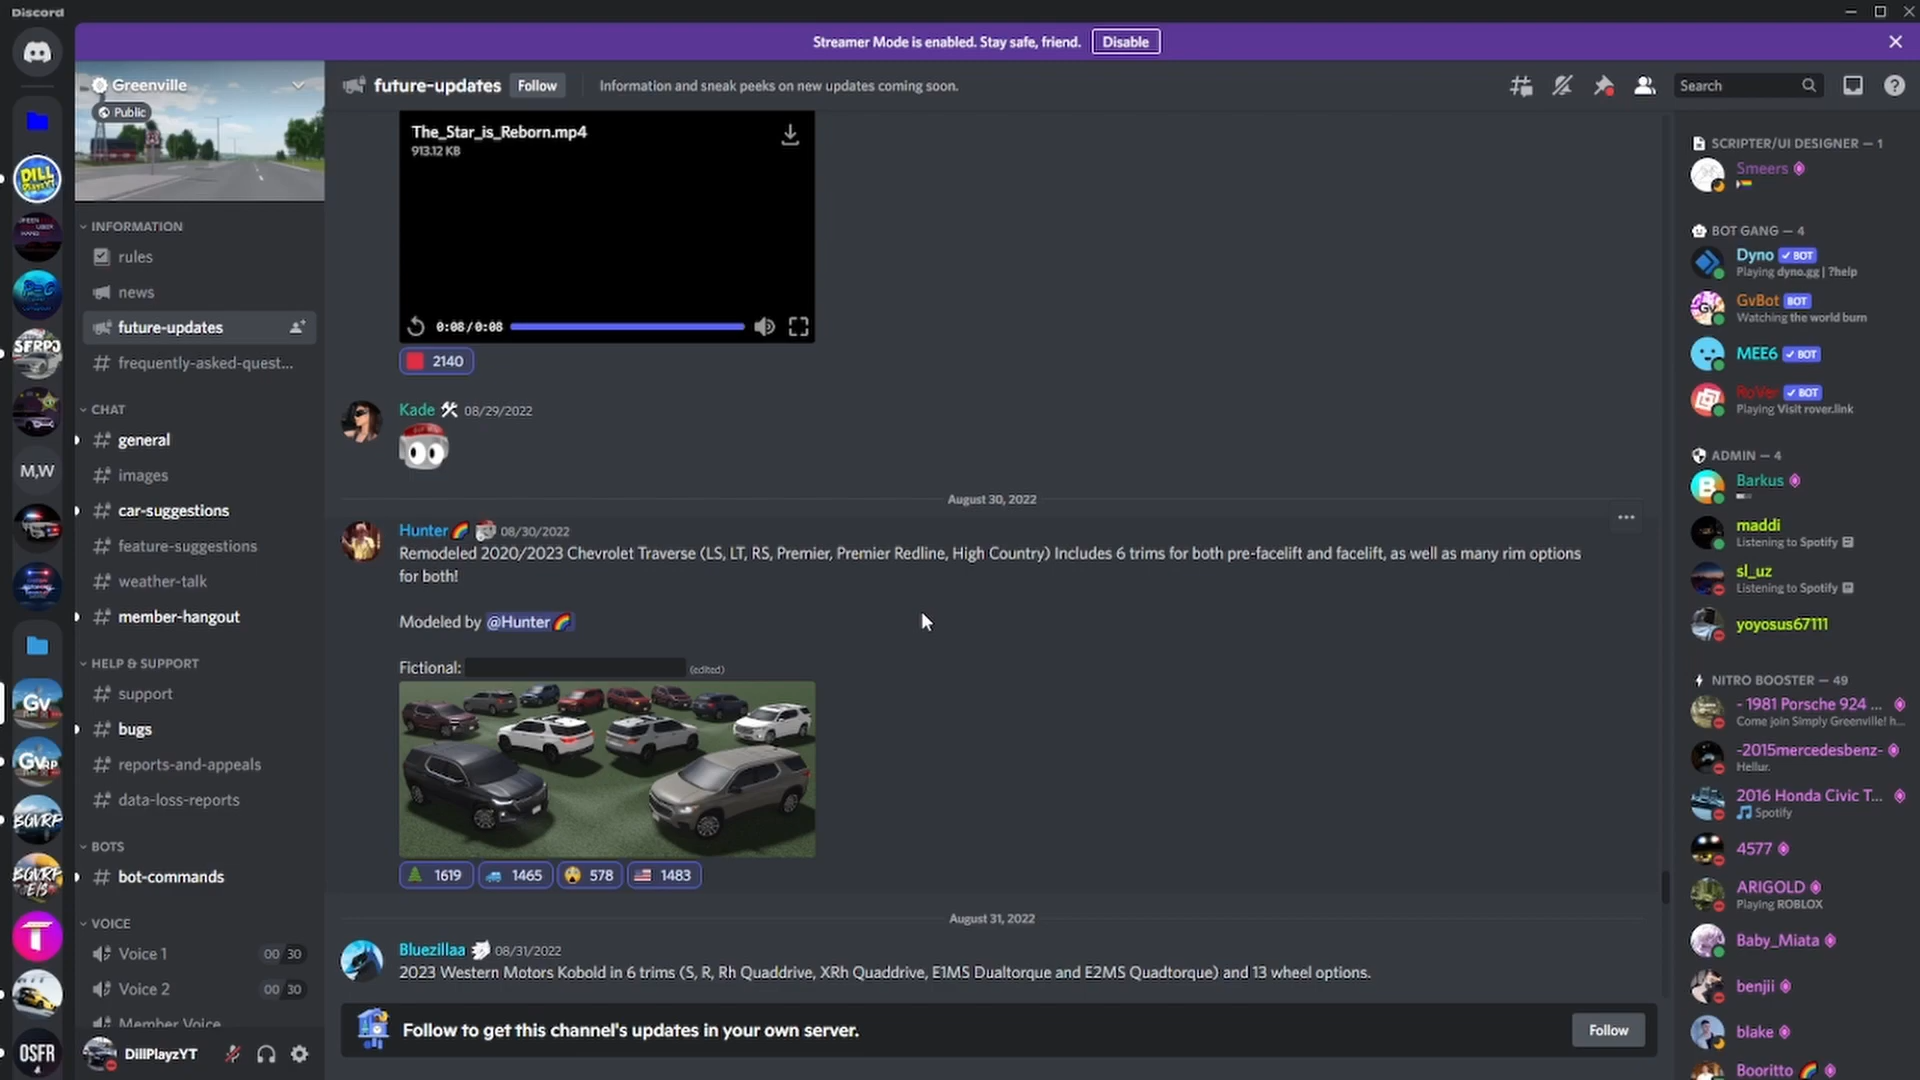 Discord
Streamer Mode is enabled. Stay safe, friend.
Disable
Greenville
Public
future-updates
Follow
Information and sneak peeks on new updates coming soon.
Search
INFORMATION
rules
news
future-updates
frequently-asked-quest...
CHAT
general
images
car-suggestions
feature-suggestions
weather-talk
member-hangout
HELP & SUPPORT
support
bugs
reports-and-appeals
data-loss-reports
BOTS
bot-commands
VOICE
Voice 1
00 30
Voice 2
00 30
Member Voice
DillPlayzYT
DILL
SERPJ
M,W
GV
GVRP
BGVRP
BGVRP
T
OSFR
The_Star_is_Reborn.mp4
913.12 KB
0:08/0:08
2140
Kade 08/29/2022
August 30, 2022
Hunter 08/30/2022
Remodeled 2020/2023 Chevrolet Traverse (LS, LT, RS, Premier, Premier Redline, High Country) Includes 6 trims for both pre-facelift and facelift, as well as many rim options
for both!
Modeled by @Hunter
Fictional:
(edited)
1619
1465
578
1483
August 31, 2022
Bluezillaa 08/31/2022
2023 Western Motors Kobold in 6 trims (S, R, Rh Quaddrive, XRh Quaddrive, E1MS Dualtorque and E2MS Quadtorque) and 13 wheel options.
Follow to get this channel's updates in your own server.
Follow
SCRIPTER/UI DESIGNER — 1
Smeers
BOT GANG — 4
Dyno BOT
Playing dyno.gg | ?help
GvBot BOT
Watching the world burn
MEE6 BOT
RoVer BOT
Playing Visit rover.link
ADMIN — 4
Barkus
maddi
Listening to Spotify
sl_uz
Listening to Spotify
yoyosus67111
NITRO BOOSTER — 49
- 1981 Porsche 924 ...
Come join Simply Greenville! h...
-2015mercedesbenz-
Hellur.
2016 Honda Civic T...
Spotify
4577
ARIGOLD
Playing ROBLOX
Baby_Miata
benjii
blake
Booritto